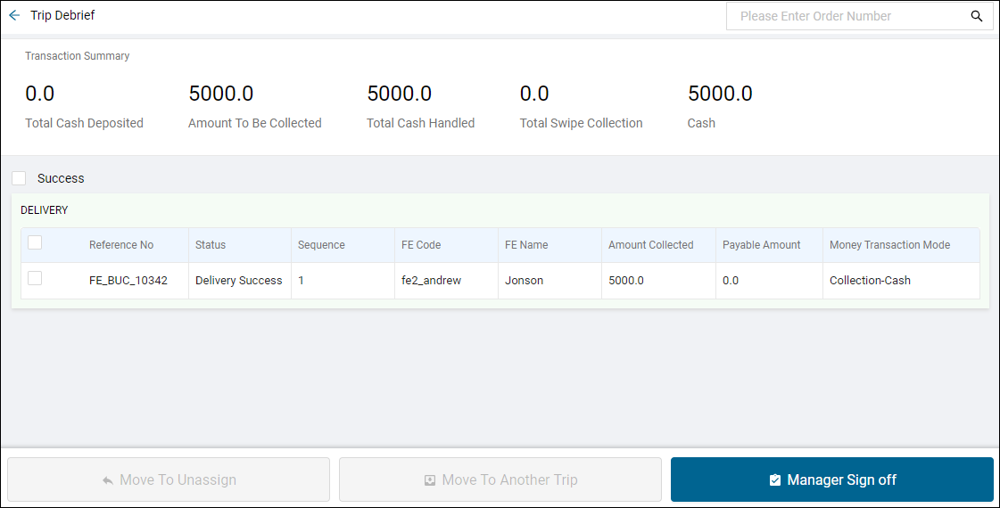 Trip Debrief
Please Enter Order Number
Transaction Summary
0.0 5000.0 5000.0 0.0 5000.0
Total Cash Deposited Amount To Be Collected Total Cash Handled Total Swipe Collection Cash
Success
DELIVERY
Reference No Status Sequence FE Code FE Name Amount Collected Payable Amount Money Transaction Mode
FE_BUC_10342 Delivery Success 1 fe2_andrew Jonson 5000.0 0.0 Collection-Cash
Move To Unassign Move To Another Trip Manager Sign off